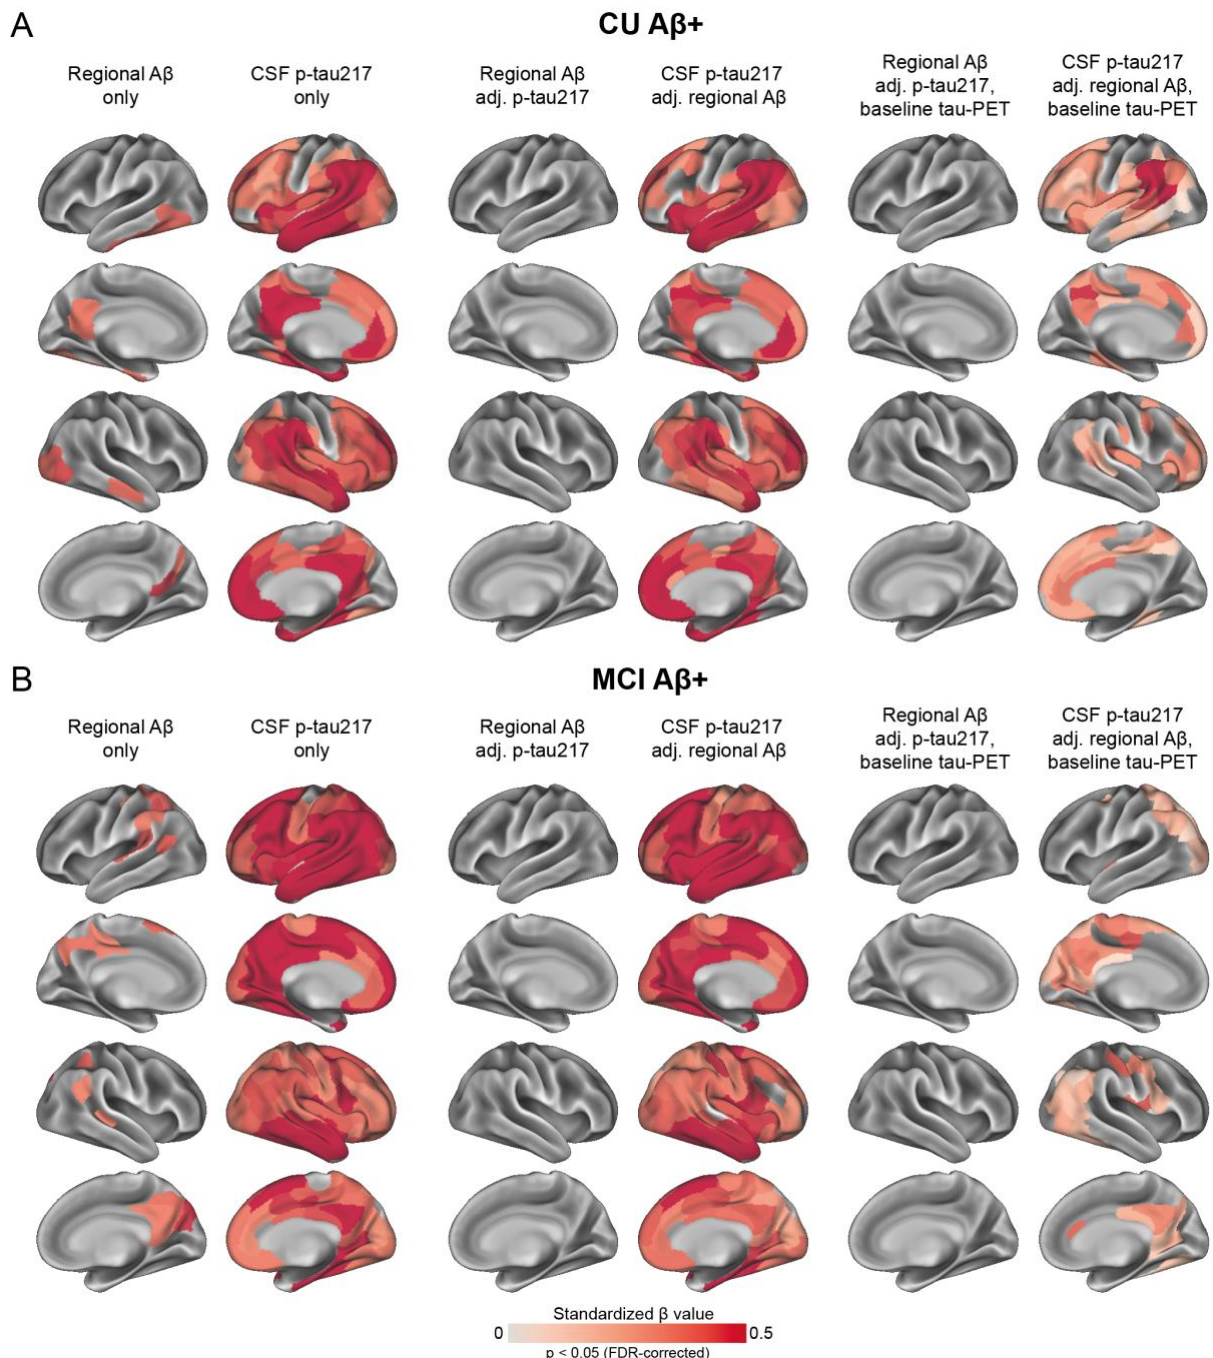 A
CU Aβ+
Regional Aβ
only
CSF p-tau217
only
Regional Aβ
adj. p-tau217
CSF p-tau217
adj. regional Aβ
Regional Aβ
adj. p-tau217,
baseline tau-PET
CSF p-tau217
adj. regional Aβ,
baseline tau-PET
B
MCI Aβ+
Regional Aβ
only
CSF p-tau217
only
Regional Aβ
adj. p-tau217
CSF p-tau217
adj. regional Aβ
Regional Aβ
adj. p-tau217,
baseline tau-PET
CSF p-tau217
adj. regional Aβ,
baseline tau-PET
Standardized β value
0 0.5
p < 0.05 (FDR-corrected)